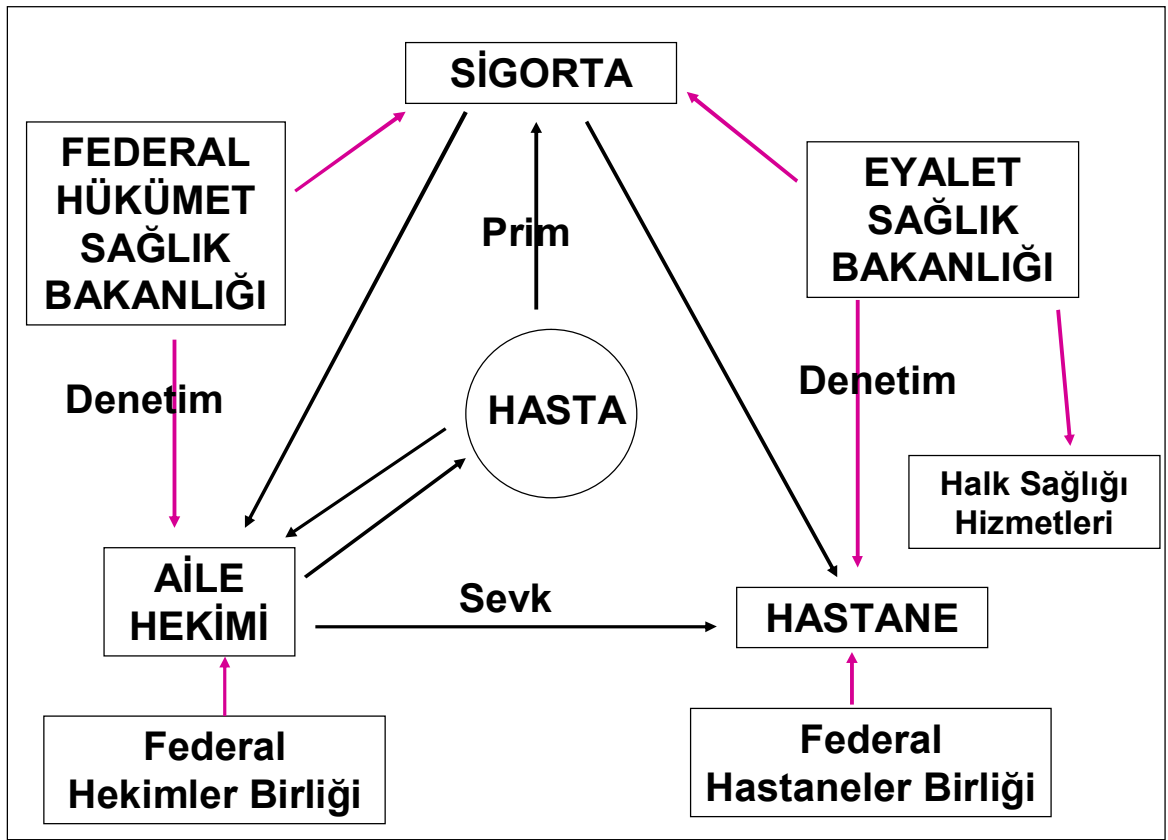 SİGORTA
FEDERAL
HÜKÜMET
SAĞLIK
BAKANLIĞI
EYALET
SAĞLIK
BAKANLIĞI
Prim
Denetim
HASTA
Denetim
Halk Sağlığı
Hizmetleri
AİLE
HEKİMİ
Sevk
HASTANE
Federal
Hekimler Birliği
Federal
Hastaneler Birliği